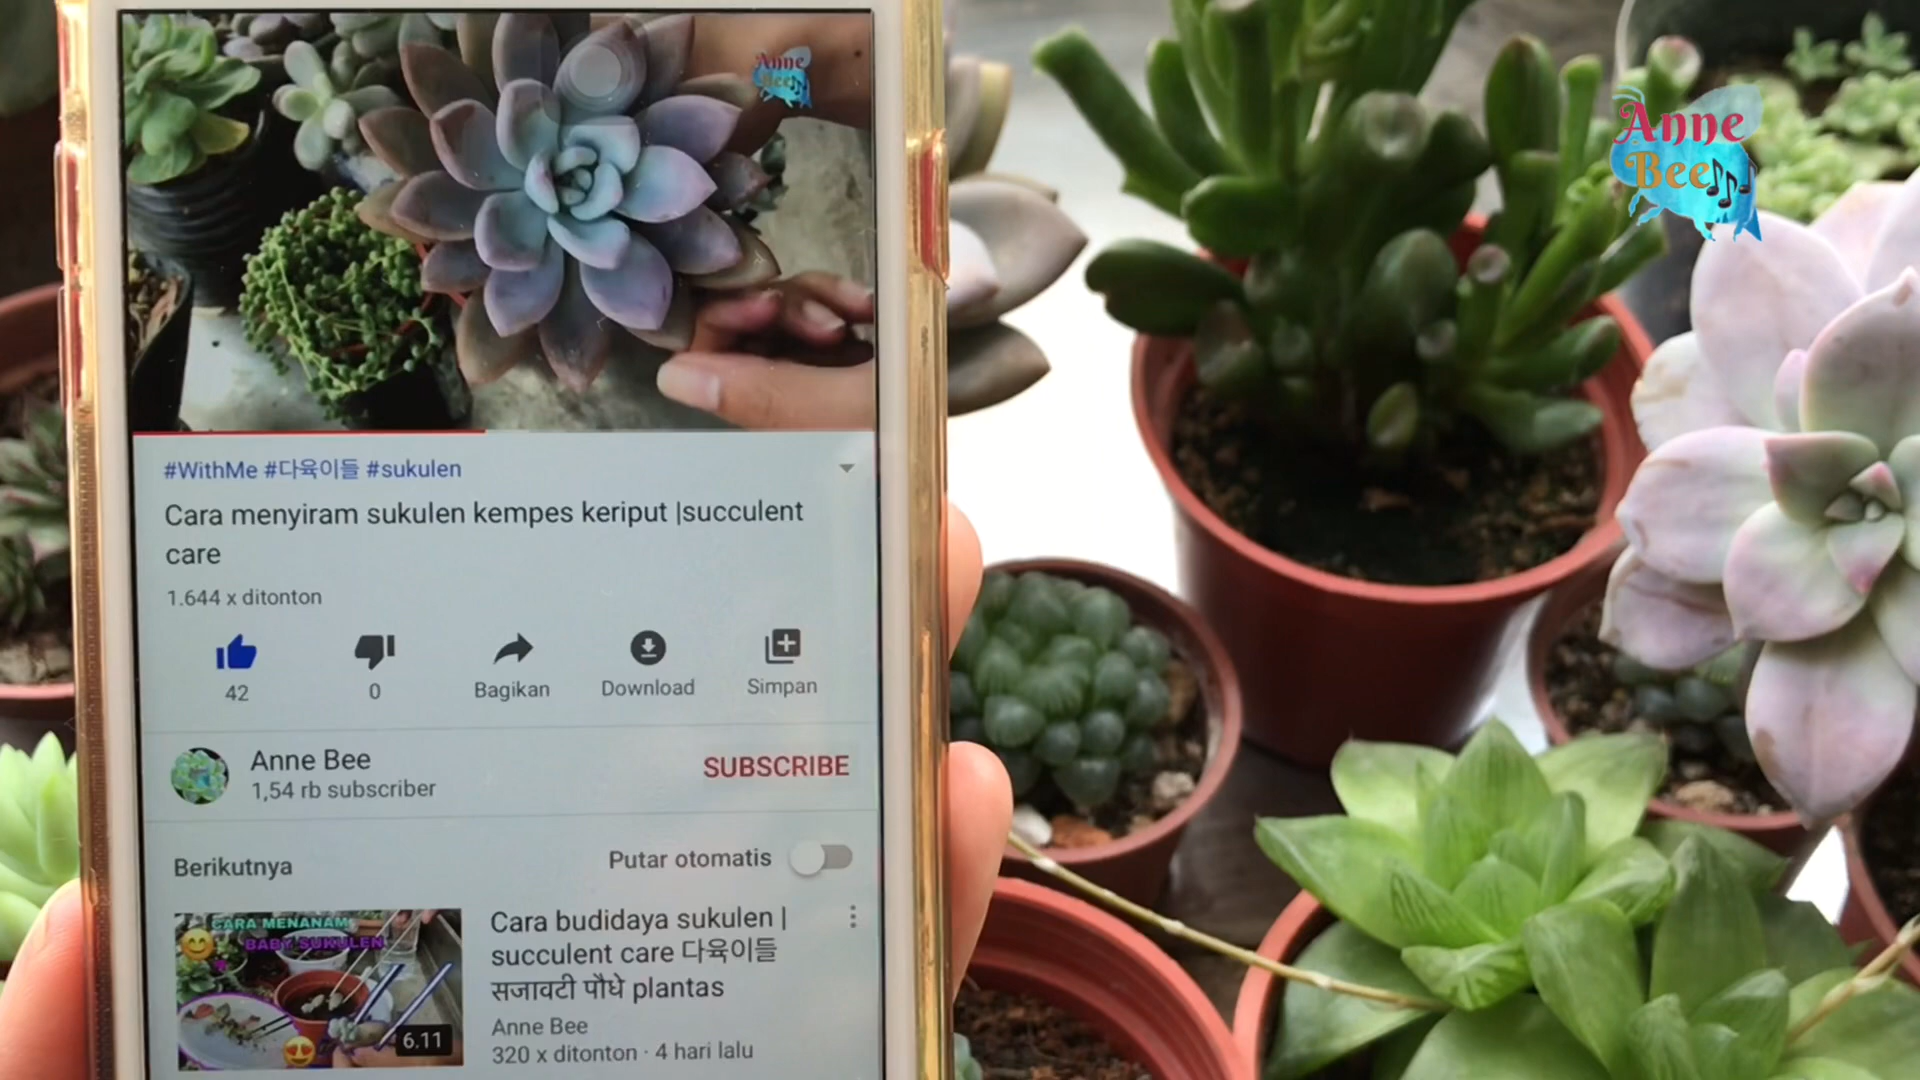 Anne
Bee
#WithMe #다육이들 #sukulen
Cara menyiram sukulen kempes keriput |succulent
care
1.644 x ditonton
42
0
Bagikan
Download
Simpan
Anne Bee
1,54 rb subscriber
SUBSCRIBE
Berikutnya
Putar otomatis
CARA MENANAM
BABY SUKULEN
6.11
Cara budidaya sukulen |
succulent care 다육이들
सजावटी पौधे plantas
Anne Bee
320 x ditonton · 4 hari lalu
Anne
Bee